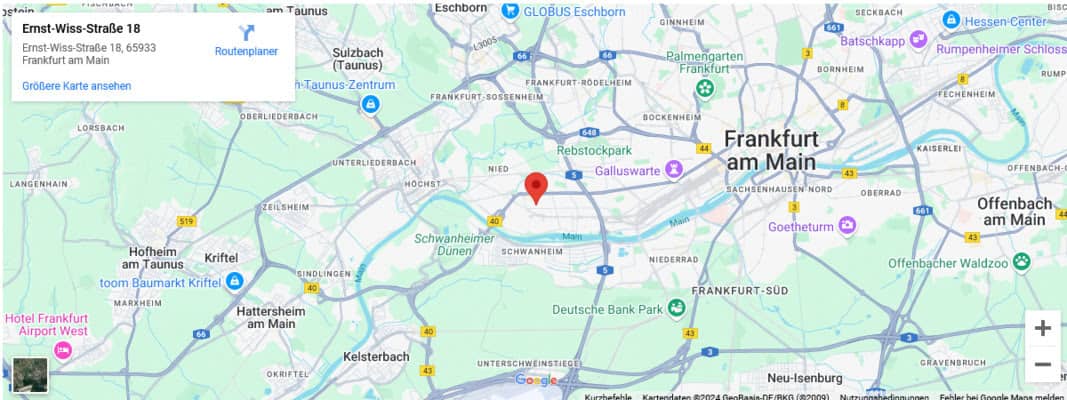 Ernst-Wiss-Straße 18
Ernst-Wiss-Straße 18, 65933
Frankfurt am Main
Routenplaner
Größere Karte ansehen
Eschborn
GLOBUS Eschborn
GINNHEIM
SECKBACH
Hessen-Center
L3005
Sulzbach
(Taunus)
Batschkapp
Rumpenheimer Schloss
Palmengarten
Frankfurt
BORNHEIM
FRANKFURT-RÖDELHEIM
Taunus-Zentrum
FRANKFURT-SOSSENHEIM
FECHENHEIM
8
OBERLIEDERBACH
BOCKENHEIM
LORSBACH
648
Frankfurt
am Main
44
Rebstockpark
KAISERLEI
UNTERLIEDERBACH
NIED
Galluswarte
5
43
OFFENBACH-
LANGENHAIN
HÖCHST
SACHSENHAUSEN-NORD
OBERRAD
ZEILSHEIM
3
661
Offenbach
am Main
519
40
Main
Goetheturm
43
Schwanheimer
Dünen
Main
Hofheim
am Taunus
Kriftel
SCHWANHEIM
NIEDERRAD
Offenbacher Waldzoo
SINDLINGEN
Main
5
toom Baumarkt Kriftel
40
FRANKFURT-SÜD
MARXHEIM
Hattersheim
am Main
Deutsche Bank Park
Hotel Frankfurt
Airport West
66
40
43
Kelsterbach
3
3
UNTERSCHWEINSTIEGE
GRAVENBRUCH
OKRIFTEL
43
Google
Neu-Isenburg
Kurzbefehle
Kartendaten ©2024 GeoBasis-DE/BKG (©2009)
Nutzungsbedingungen
Fehler bei Google Maps melden